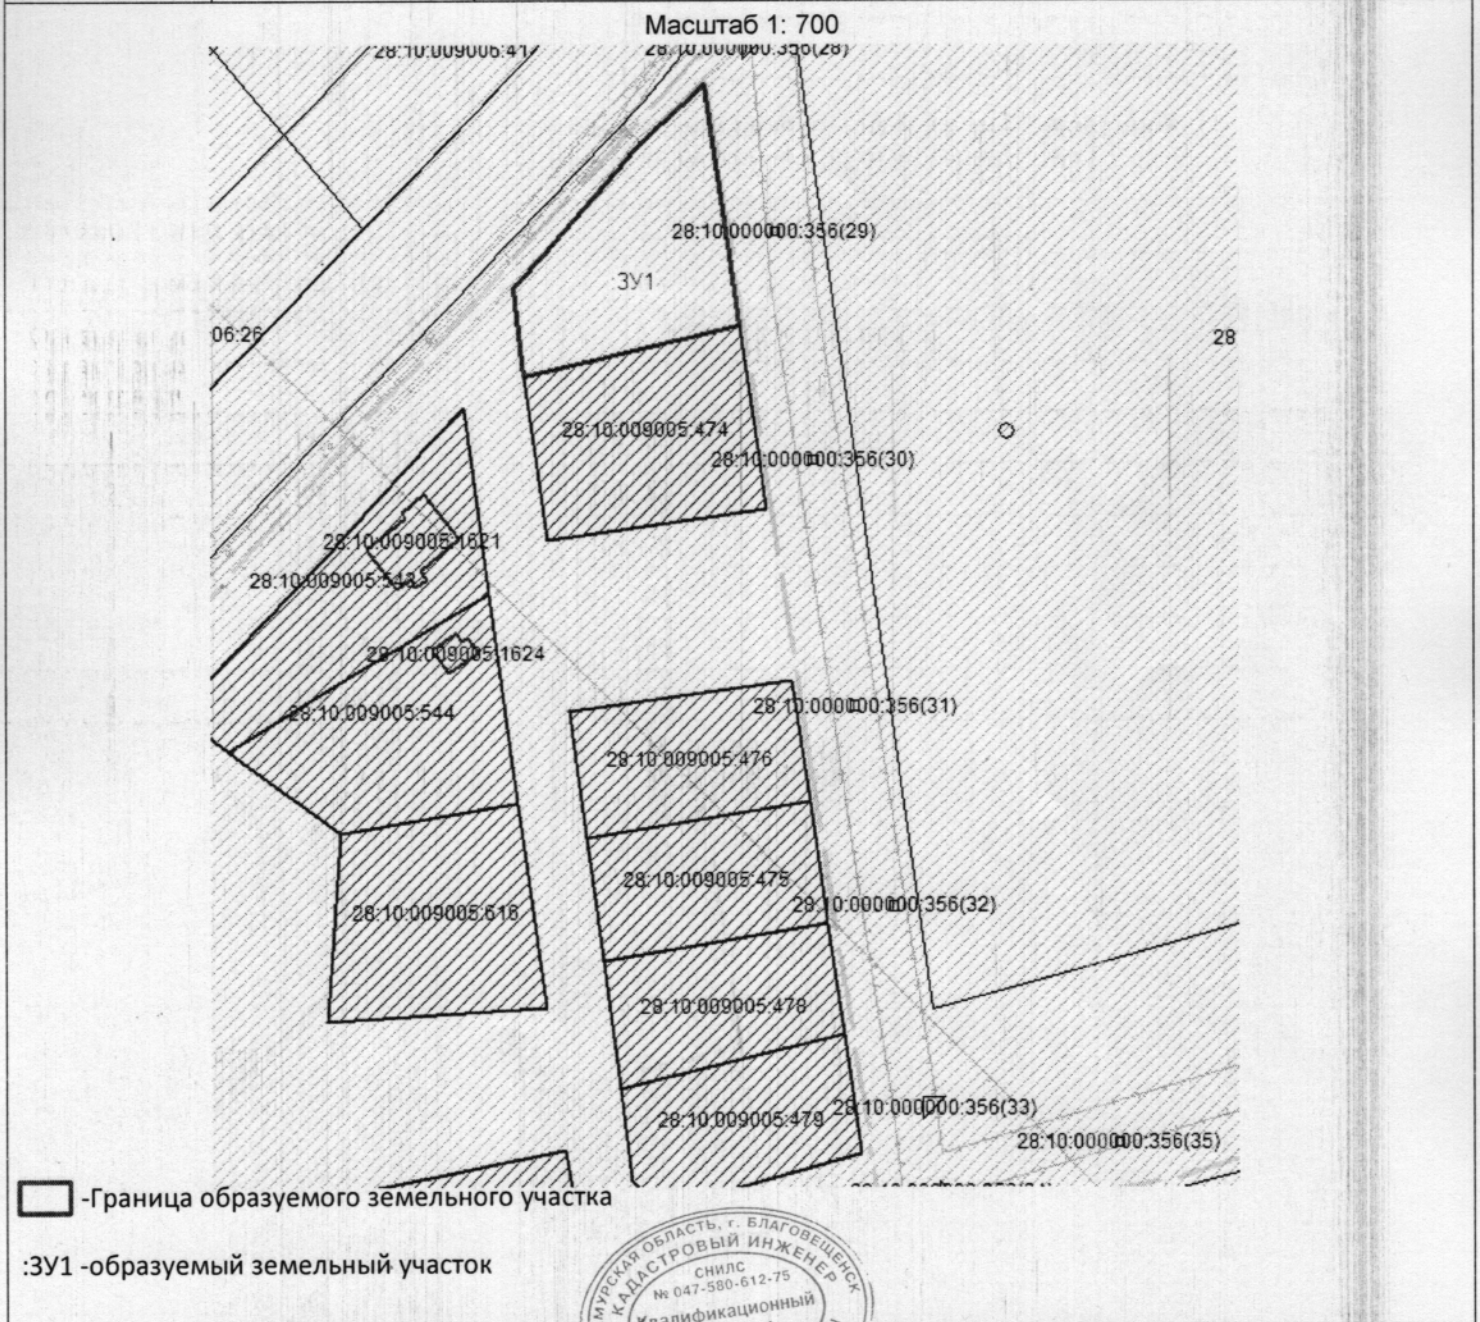 Масштаб 1: 700
28:10:009006:41
28:10:000000:356(28)
28:10:000000:356(29)
ЗУ1
06:26
28
28:10:009005:474
28:10:000000:356(30)
28:10:009005:1621
28:10:009005:543
28:10:009005:1624
28:10:009005:544
28:10:000000:356(31)
28:10:009005:476
28:10:009005:475
28:10:000000:356(32)
28:10:009005:616
28:10:009005:478
28:10:009005:479
28:10:000000:356(33)
28:10:000000:356(35)
-Граница образуемого земельного участка
:ЗУ1 -образуемый земельный участок
МУРСКАЯ ОБЛАСТЬ, г. БЛАГОВЕЩЕНСК
КАДАСТРОВЫЙ ИНЖЕНЕР
СНИЛС
№ 047-580-612-75
Квалификационный